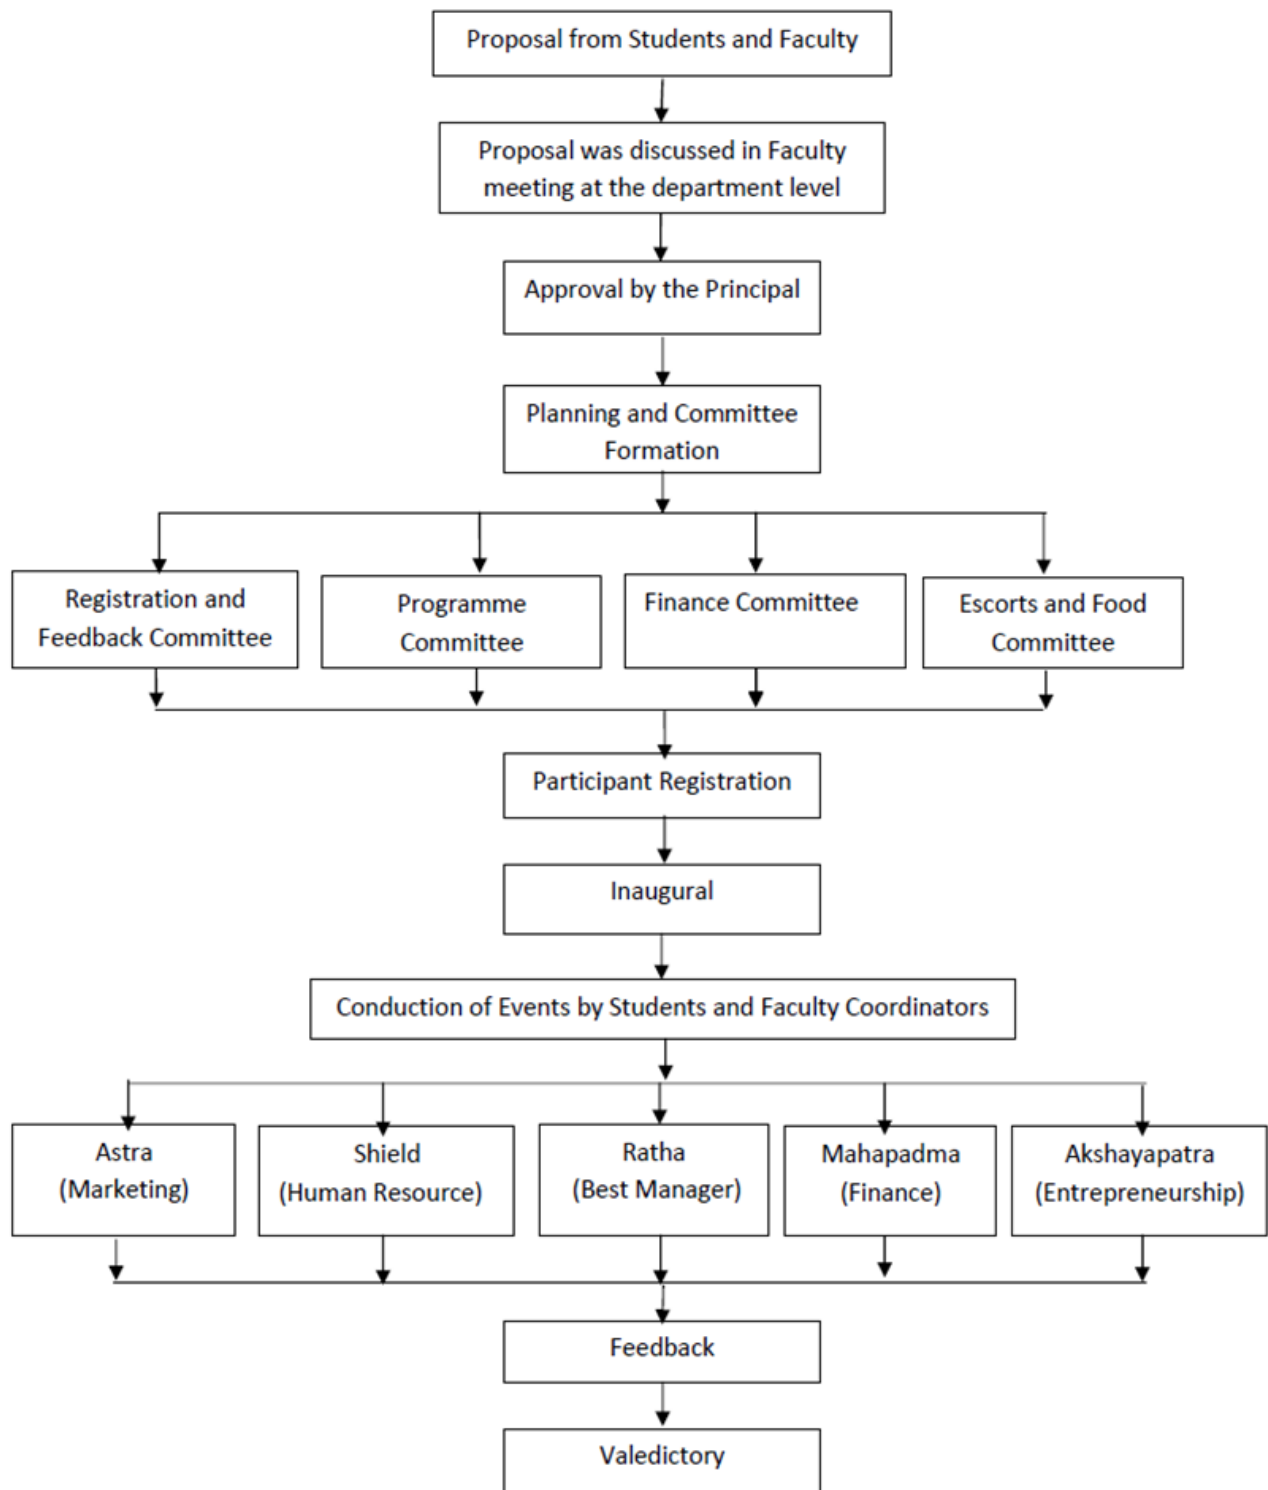 Proposal from Students and Faculty
Proposal was discussed in Faculty
meeting at the department level
Approval by the Principal
Planning and Committee
Formation
Registration and
Feedback Committee
Programme
Committee
Finance Committee
Escorts and Food
Committee
Participant Registration
Inaugural
Conduction of Events by Students and Faculty Coordinators
Astra
(Marketing)
Shield
(Human Resource)
Ratha
(Best Manager)
Mahapadma
(Finance)
Akshayapatra
(Entrepreneurship)
Feedback
Valedictory